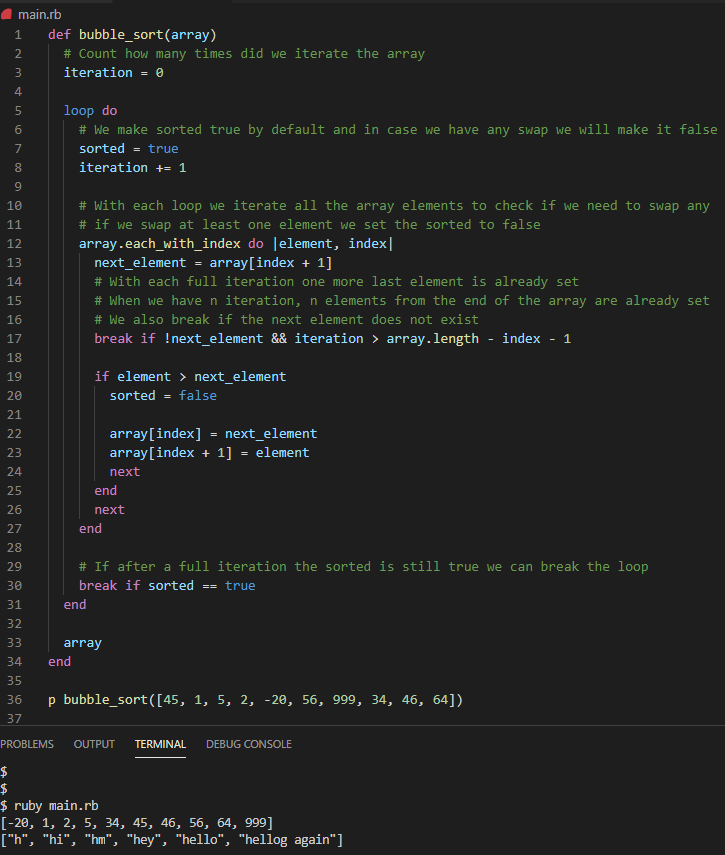 main.rb
1 def bubble_sort(array)
2 # Count how many times did we iterate the array
3 iteration = 0
4
5 loop do
6 # We make sorted true by default and in case we have any swap we will make it false
7 sorted = true
8 iteration += 1
9
10 # With each loop we iterate all the array elements to check if we need to swap any
11 # if we swap at least one element we set the sorted to false
12 array.each_with_index do |element, index|
13 next_element = array[index + 1]
14 # With each full iteration one more last element is already set
15 # When we have n iteration, n elements from the end of the array are already set
16 # We also break if the next element does not exist
17 break if !next_element && iteration > array.length - index - 1
18
19 if element > next_element
20 sorted = false
21
22 array[index] = next_element
23 array[index + 1] = element
24 next
25 end
26 next
27 end
28
29 # If after a full iteration the sorted is still true we can break the loop
30 break if sorted == true
31 end
32
33 array
34 end
35
36 p bubble_sort([45, 1, 5, 2, -20, 56, 999, 34, 46, 64])
37
PROBLEMS OUTPUT TERMINAL DEBUG CONSOLE
$
$
$ ruby main.rb
[-20, 1, 2, 5, 34, 45, 46, 56, 64, 999]
["h", "hi", "hm", "hey", "hello", "hellog again"]